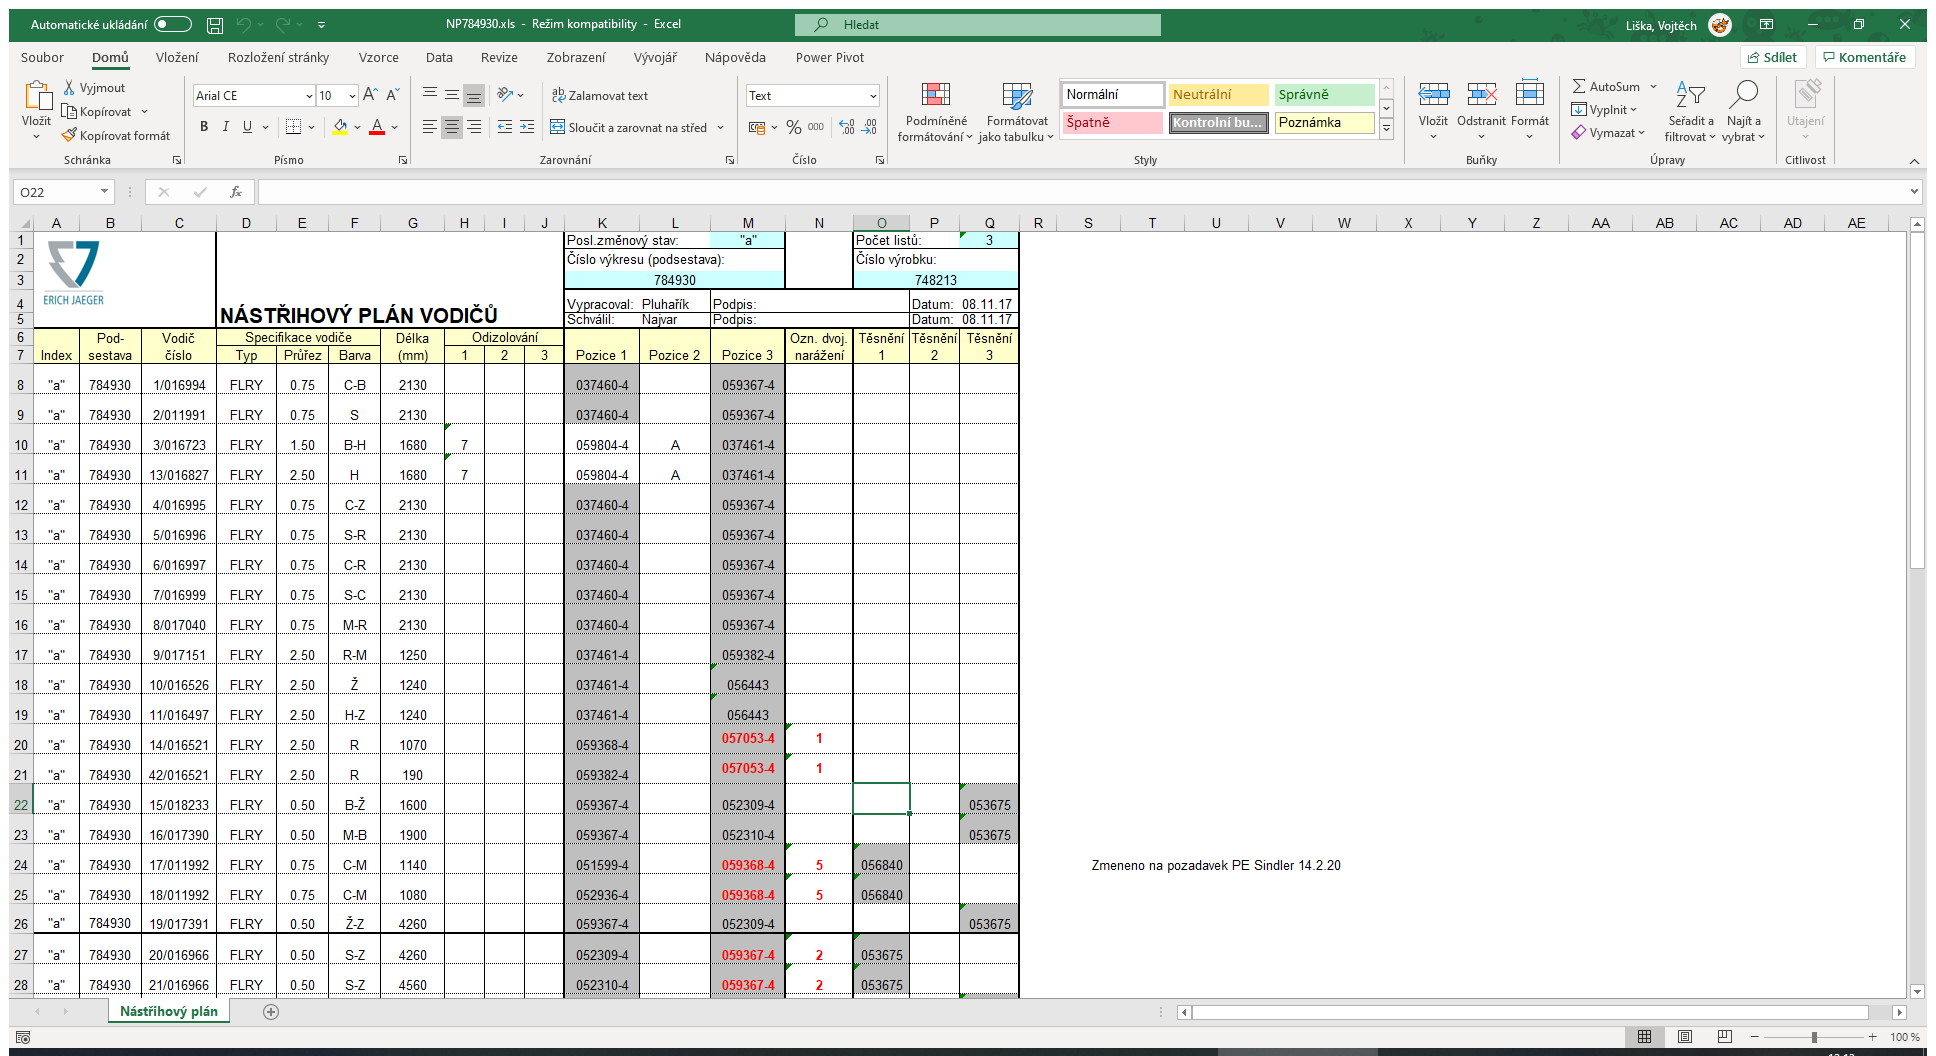 Automatické ukládání NP784930.xls - Režim kompatibility - Excel Hledat Liška, Vojtěch
Soubor Domů Vložení Rozložení stránky Vzorce Data Revize Zobrazení Vývojář Nápověda Power Pivot Sdílet Komentáře
Vložit Vyjmout Kopírovat Kopírovat formát Schránka
Arial CE 10 B I U Písmo
Zalamovat text Sloučit a zarovnat na střed Zarovnání
Text % 000 Číslo
Podmíněné formátování Formátovat jako tabulku Normální Neutrální Správně Špatně Kontrolní bu... Poznámka Styly
Vložit Odstranit Formát Buňky
AutoSum Vyplnit Vymazat Seřadit a filtrovat Najít a vybrat Úpravy
Utajení Citlivost
O22 fx
A B C D E F G H I J K L M N O P Q R S T U V W X Y Z AA AB AC AD AE
1 Posl.změnový stav: "a" Počet listů: 3
2 Číslo výkresu (podsestava): Číslo výrobku:
3 784930 748213
ERICH JAEGER
4 NÁSTŘIHOVÝ PLÁN VODIČŮ Vypracoval: Pluhařík Podpis: Datum: 08.11.17
5 Schválil: Najvar Podpis: Datum: 08.11.17
6 Pod- Vodič Specifikace vodiče Délka Odizolování Ozn. dvoj. Těsnění Těsnění Těsnění
7 Index sestava číslo Typ Průřez Barva (mm) 1 2 3 Pozice 1 Pozice 2 Pozice 3 narážení 1 2 3
8 "a" 784930 1/016994 FLRY 0.75 C-B 2130 037460-4 059367-4
9 "a" 784930 2/011991 FLRY 0.75 S 2130 037460-4 059367-4
10 "a" 784930 3/016723 FLRY 1.50 B-H 1680 7 059804-4 A 037461-4
11 "a" 784930 13/016827 FLRY 2.50 H 1680 7 059804-4 A 037461-4
12 "a" 784930 4/016995 FLRY 0.75 C-Z 2130 037460-4 059367-4
13 "a" 784930 5/016996 FLRY 0.75 S-R 2130 037460-4 059367-4
14 "a" 784930 6/016997 FLRY 0.75 C-R 2130 037460-4 059367-4
15 "a" 784930 7/016999 FLRY 0.75 S-C 2130 037460-4 059367-4
16 "a" 784930 8/017040 FLRY 0.75 M-R 2130 037460-4 059367-4
17 "a" 784930 9/017151 FLRY 2.50 R-M 1250 037461-4 059382-4
18 "a" 784930 10/016526 FLRY 2.50 Ž 1240 037461-4 056443
19 "a" 784930 11/016497 FLRY 2.50 H-Z 1240 037461-4 056443
20 "a" 784930 14/016521 FLRY 2.50 R 1070 059368-4 057053-4 1
21 "a" 784930 42/016521 FLRY 2.50 R 190 059382-4 057053-4 1
22 "a" 784930 15/018233 FLRY 0.50 B-Ž 1600 059367-4 052309-4 053675
23 "a" 784930 16/017390 FLRY 0.50 M-B 1900 059367-4 052310-4 053675
24 "a" 784930 17/011992 FLRY 0.75 C-M 1140 051599-4 059368-4 5 056840 Zmeneno na pozadavek PE Sindler 14.2.20
25 "a" 784930 18/011992 FLRY 0.75 C-M 1080 052936-4 059368-4 5 056840
26 "a" 784930 19/017391 FLRY 0.50 Ž-Z 4260 059367-4 052309-4 053675
27 "a" 784930 20/016966 FLRY 0.50 S-Z 4260 052309-4 059367-4 2 053675
28 "a" 784930 21/016966 FLRY 0.50 S-Z 4560 052310-4 059367-4 2 053675
Nástřihový plán
100 %